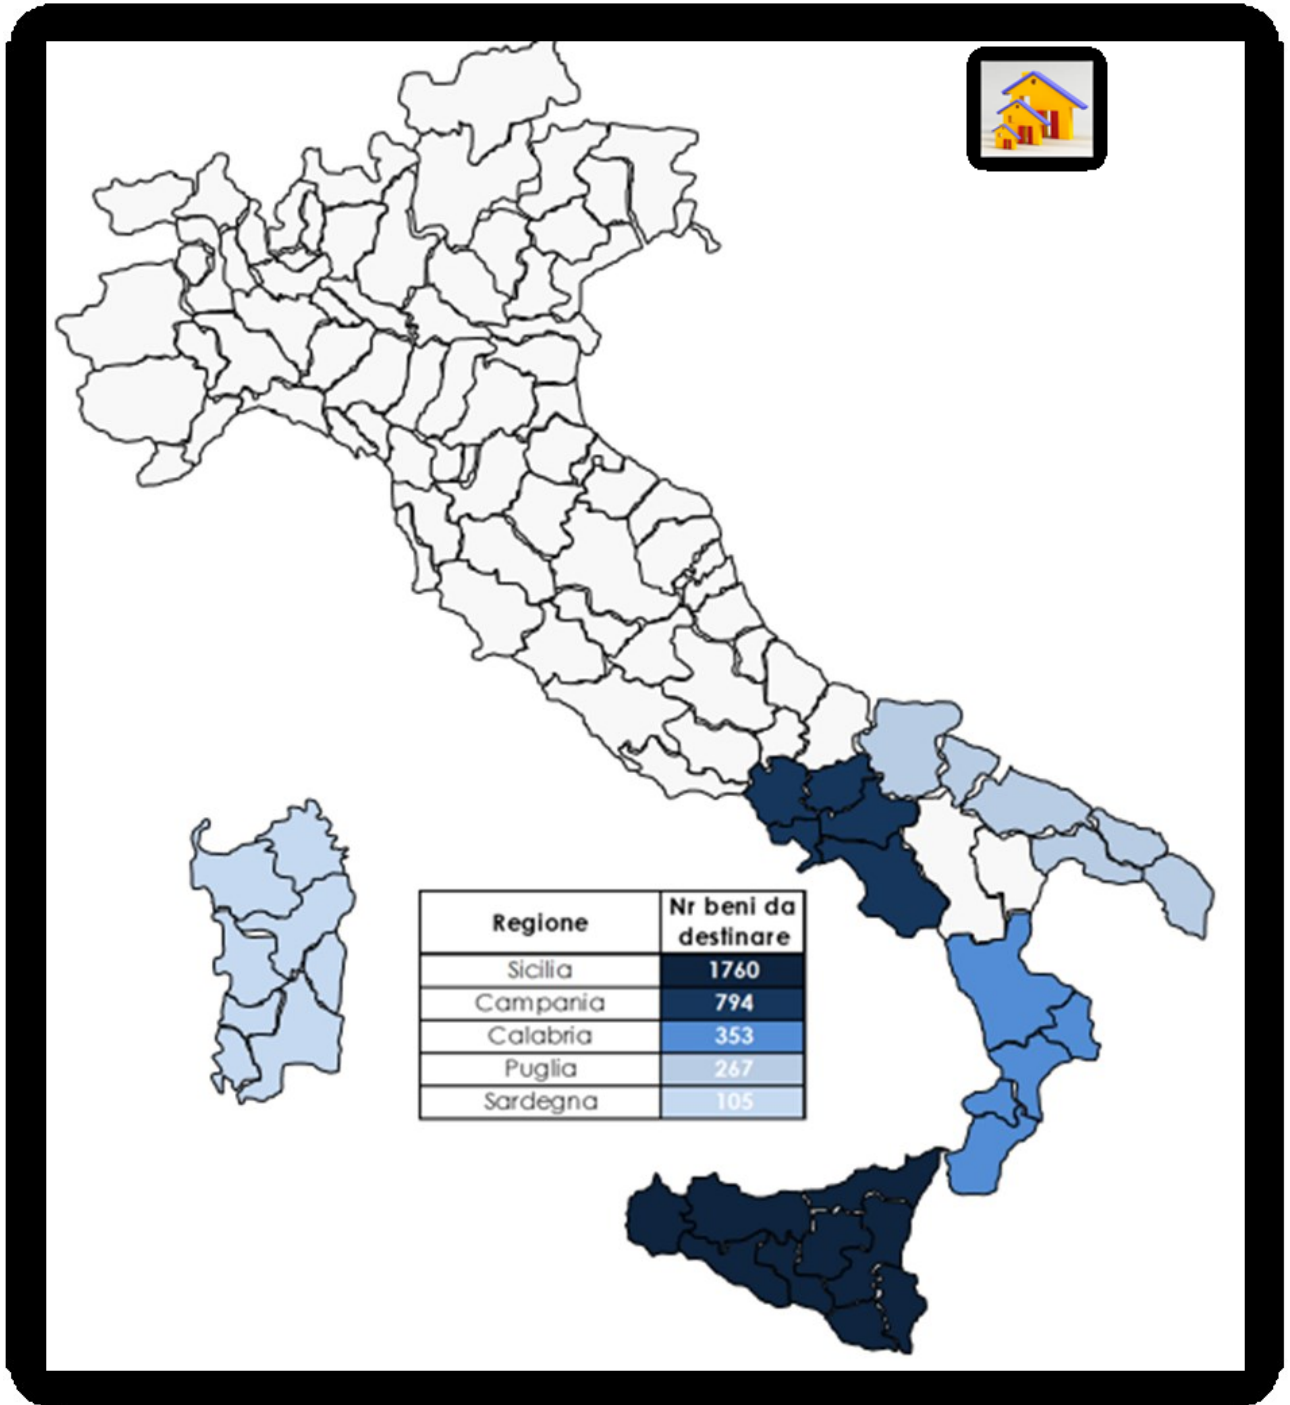 Regione Nr beni da destinare
Sicilia 1760
Campania 794
Calabria 353
Puglia 267
Sardegna 105